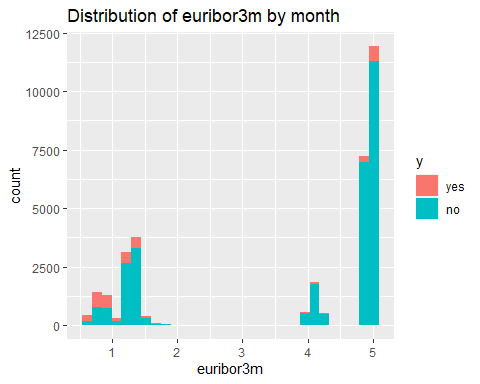 Distribution of euribor3m by month
12500
10000
7500
5000
2500
0
count
1 2 3 4 5
euribor3m
y
yes
no